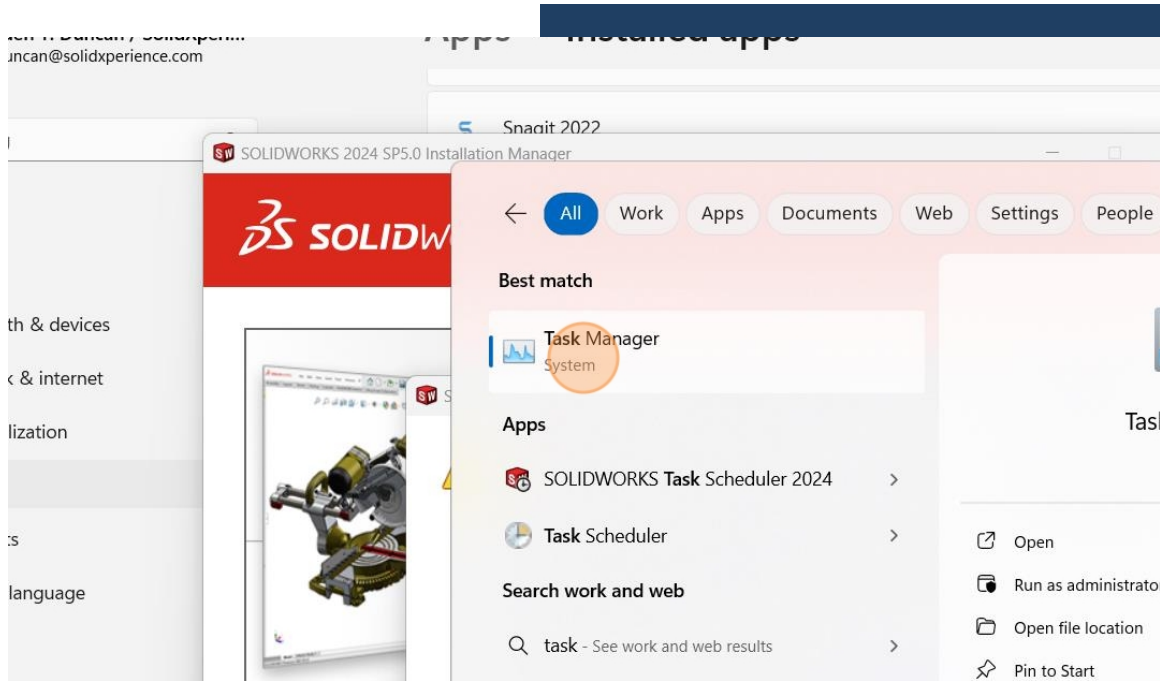 uncan@solidxperience.com
Apps
Installed apps
Snagit 2022
SOLIDWORKS 2024 SP5.0 Installation Manager
SOLIDW
All
Work
Apps
Documents
Web
Settings
People
Best match
Task Manager
System
th & devices
k & internet
lization
s
language
Apps
SOLIDWORKS Task Scheduler 2024
Task Scheduler
Search work and web
task - See work and web results
Tas
Open
Run as administrator
Open file location
Pin to Start